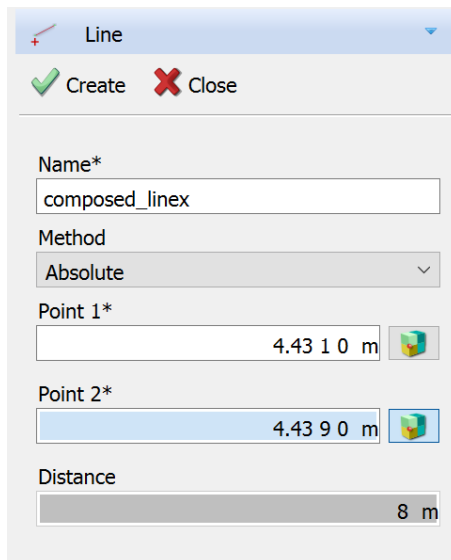 Line
Create Close
Name*
composed_linex
Method
Absolute
Point 1*
4.43 1 0 m
Point 2*
4.43 9 0 m
Distance
8 m